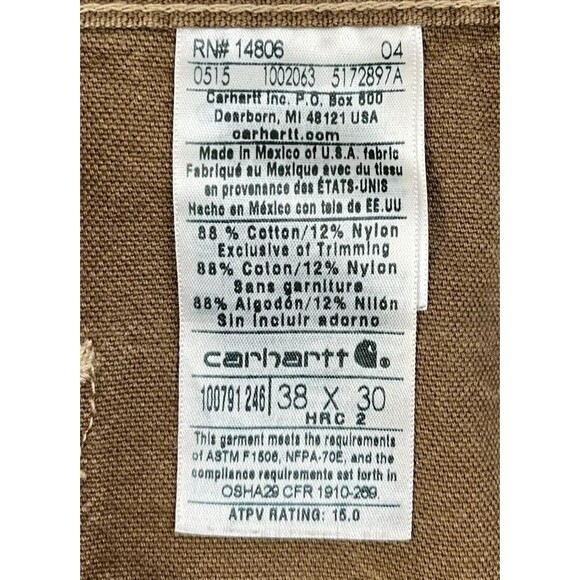 RN# 14806 04
0515 1002063 5172897A
Carhartt Inc. P.O. Box 600
Dearborn, MI 48121 USA
carhartt.com
Made in Mexico of U.S.A. fabric
Fabriqué au Mexique avec du tissu
en provenance des ÉTATS-UNIS
Hacho en México con tela de EE.UU
88 % Cotton/12% Nylon
Exclusive of Trimming
88% Coton/12% Nylon
Sans garniture
88% Algodón/12% Nilón
Sin incluir adorno
carhartt
100791 246 38 X 30
HRC 2
This garment meets the requirements
of ASTM F1506, NFPA-70E, and the
compliance requirements set forth in
OSHA29 CFR 1910-269.
ATPV RATING: 15.0